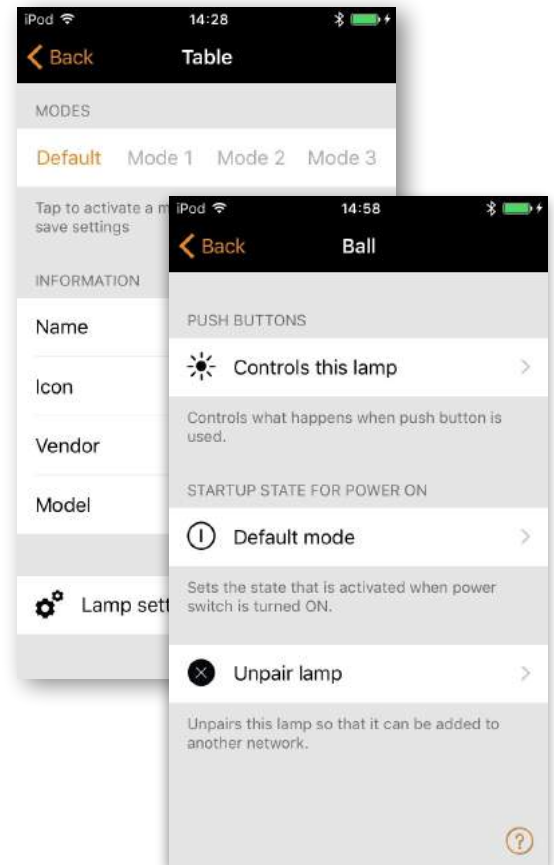 iPod 14:28
Back Table
MODES
Default Mode 1 Mode 2 Mode 3
Tap to activate a m
save settings
INFORMATION
Name
Icon
Vendor
Model
Lamp sett
iPod 14:58
Back Ball
PUSH BUTTONS
Controls this lamp
Controls what happens when push button is
used.
STARTUP STATE FOR POWER ON
Default mode
Sets the state that is activated when power
switch is turned ON.
Unpair lamp
Unpairs this lamp so that it can be added to
another network.
?